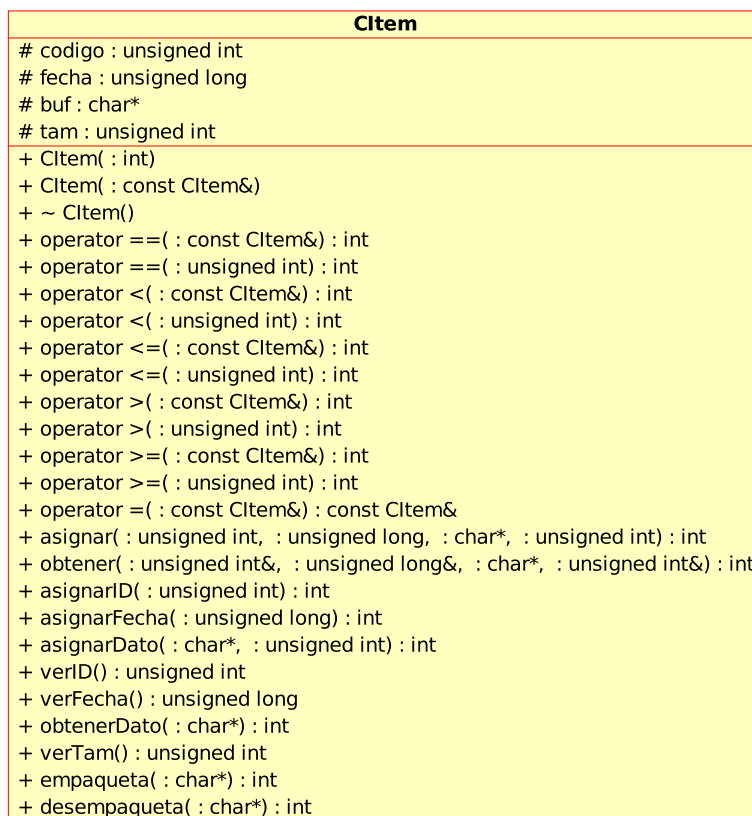 CItem
# codigo : unsigned int
# fecha : unsigned long
# buf : char*
# tam : unsigned int
+ CItem( : int)
+ CItem( : const CItem&)
+ ~ CItem()
+ operator ==( : const CItem&) : int
+ operator ==( : unsigned int) : int
+ operator <( : const CItem&) : int
+ operator <( : unsigned int) : int
+ operator <=( : const CItem&) : int
+ operator <=( : unsigned int) : int
+ operator >( : const CItem&) : int
+ operator >( : unsigned int) : int
+ operator >=( : const CItem&) : int
+ operator >=( : unsigned int) : int
+ operator =( : const CItem&) : const CItem&
+ asignar( : unsigned int,  : unsigned long,  : char*,  : unsigned int) : int
+ obtener( : unsigned int&,  : unsigned long&,  : char*,  : unsigned int&) : int
+ asignarID( : unsigned int) : int
+ asignarFecha( : unsigned long) : int
+ asignarDato( : char*,  : unsigned int) : int
+ verID() : unsigned int
+ verFecha() : unsigned long
+ obtenerDato( : char*) : int
+ verTam() : unsigned int
+ empaqueta( : char*) : int
+ desempaqueta( : char*) : int